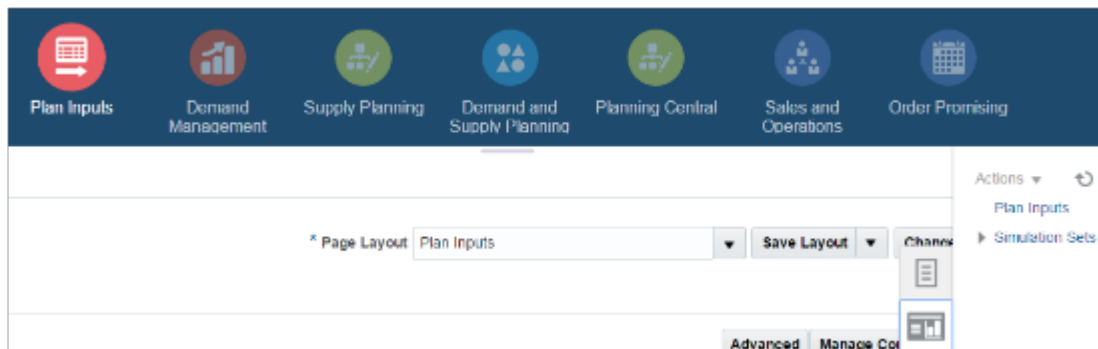 Plan Inputs
Demand
Management
Supply Planning
Demand and
Supply Planning
Planning Central
Sales and
Operations
Order Promising
Actions
Plan Inputs
Simulation Sets
* Page Layout Plan Inputs
Save Layout
Advanced
Manage